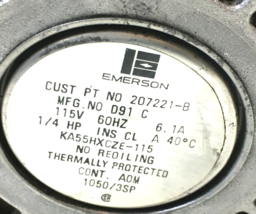 EMERSON
CUST PT NO 207221-B
MFG.NO D91 C
115V 60HZ 6.1A
1/4 HP INS CL A 40°C
KA55HXCZE-115
NO REOILING
THERMALLY PROTECTED
CONT. AOM
1050/3SP